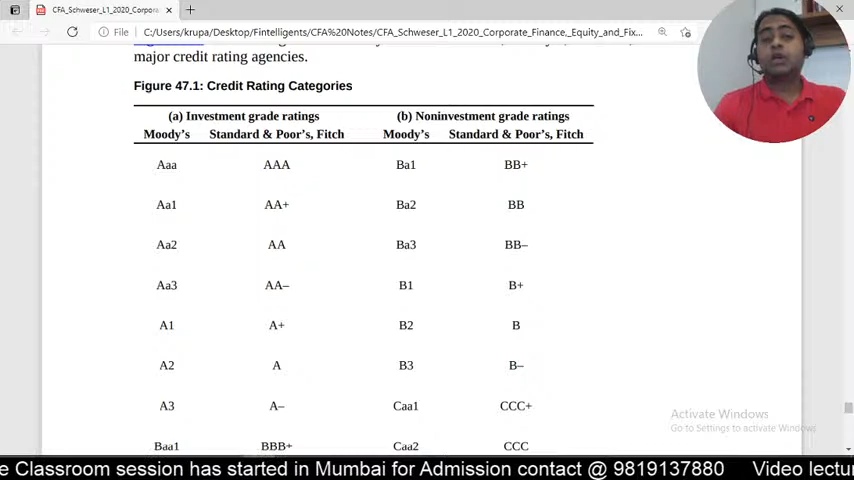 CFA_Schweser_L1_2020_Corpora
File C:/Users/krupa/Desktop/Fintelligents/CFA%20Notes/CFA_Schweser_L1_2020_Corporate_Finance,_Equity_and_Fix...
major credit rating agencies.
Figure 47.1: Credit Rating Categories
(a) Investment grade ratings (b) Noninvestment grade ratings
Moody's Standard & Poor's, Fitch Moody's Standard & Poor's, Fitch
Aaa AAA Ba1 BB+
Aa1 AA+ Ba2 BB
Aa2 AA Ba3 BB–
Aa3 AA– B1 B+
A1 A+ B2 B
A2 A B3 B–
A3 A– Caa1 CCC+
Baa1 BBB+ Caa2 CCC
Activate Windows
Go to Settings to activate Windows.
e Classroom session has started in Mumbai for Admission contact @ 9819137880 Video lectur